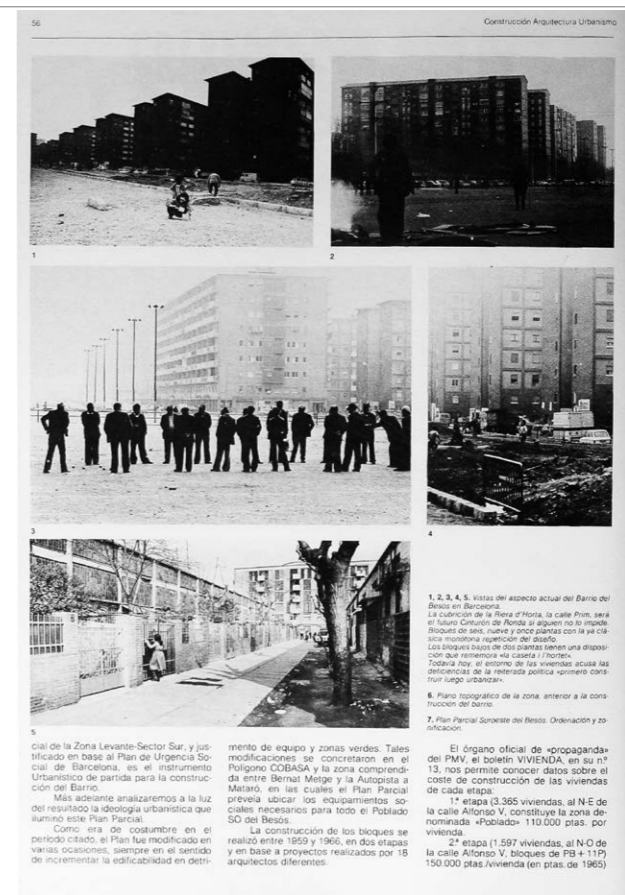 56
Construcción Arquitectura Urbanismo
1
2
3
4
5
1, 2, 3, 4, 5. Vistas del aspecto actual del Barrio del
Besós en Barcelona.
La cubrición de la Riera d'Horta, la calle Prim, será
el futuro Cinturón de Ronda si alguien no lo impide.
Bloques de seis, nueve y once plantas con la ya clá-
sica monótona repetición del diseño.
Los bloques bajos de dos plantas tienen una disposi-
ción que rememora «la caseta i l'hortet».
Todavía hoy, el entorno de las viviendas acusa las
deficiencias de la reiterada política «primero cons-
truir luego urbanizar».
6. Plano topográfico de la zona, anterior a la cons-
trucción del barrio.
7. Plan Parcial Suroeste del Besós. Ordenación y zo-
nificación.
cial de la Zona Levante-Sector Sur, y jus-
tificado en base al Plan de Urgencia So-
cial de Barcelona, es el instrumento
Urbanístico de partida para la construc-
ción del Barrio.
Más adelante analizaremos a la luz
del resultado la ideología urbanística que
iluminó este Plan Parcial.
Como era de costumbre en el
período citado, el Plan fue modificado en
varias ocasiones, siempre en el sentido
de incrementar la edificabilidad en detri-
mento de equipo y zonas verdes. Tales
modificaciones se concretaron en el
Polígono COBASA y la zona comprendi-
da entre Bernat Metge y la Autopista a
Mataró, en las cuales el Plan Parcial
preveía ubicar los equipamientos so-
ciales necesarios para todo el Poblado
SO del Besós.
La construcción de los bloques se
realizó entre 1959 y 1966, en dos etapas
y en base a proyectos realizados por 18
arquitectos diferentes.
El órgano oficial de «propaganda»
del PMV, el boletín VIVIENDA, en su n.º
13, nos permite conocer datos sobre el
coste de construcción de las viviendas
de cada etapa:
1.ª etapa (3.365 viviendas, al N-E de
la calle Alfonso V, constituye la zona de-
nominada «Poblado» 110.000 ptas. por
vivienda.
2.ª etapa (1.597 viviendas, al N-O de
la calle Alfonso V, bloques de PB + 11P)
150.000 ptas./vivienda (en ptas. de 1965)